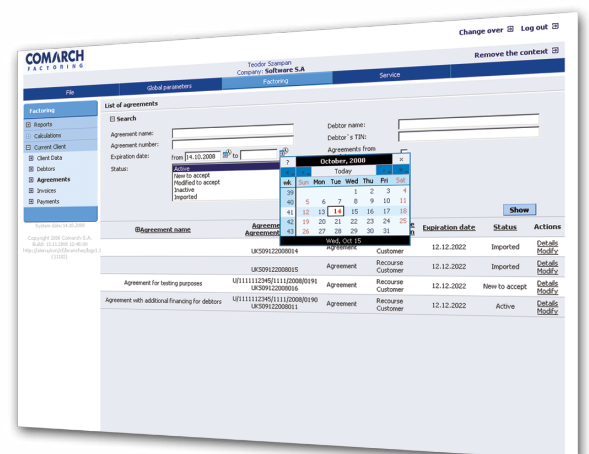 Change over Log out
COMARCH
FACTORING
Teodor Szampan
Company: Software S.A
Remove the context
File Global parameters Factoring Service
Factoring
Reports
Calculations
Current Client
Client Data
Debtors
Agreements
Invoices
Payments
List of agreements
Search
Agreement name:
Debtor name:
Agreement number:
Debtor`s TIN:
Expiration date: from 14.10.2008 to
Agreements from
Status:
Active
New to accept
Modified to accept
Inactive
Imported
? October, 2008 ×
« ‹ Today › »
wk Sun Mon Tue Wed Thu Fri Sat
39 1 2 3 4
40 5 6 7 8 9 10 11
41 12 13 14 15 16 17 18
42 19 20 21 22 23 24 25
43 26 27 28 29 30 31
Wed, Oct 15
Show
Agreement name Expiration date Status Actions
UKS09122008014 Agreement Customer 12.12.2022 Imported Details
Modify
UKS09122008015 Agreement Recourse
Customer 12.12.2022 Imported Details
Modify
Agreement for testing purposes U/1111112345/1111/2008/0191
UKS09122008016 Agreement Recourse
Customer 12.12.2022 New to accept Details
Modify
Agreement with additional financing for debtors U/1111112345/1111/2008/0190
UKS09122008011 Agreement Recourse
Customer 12.12.2022 Active Details
Modify